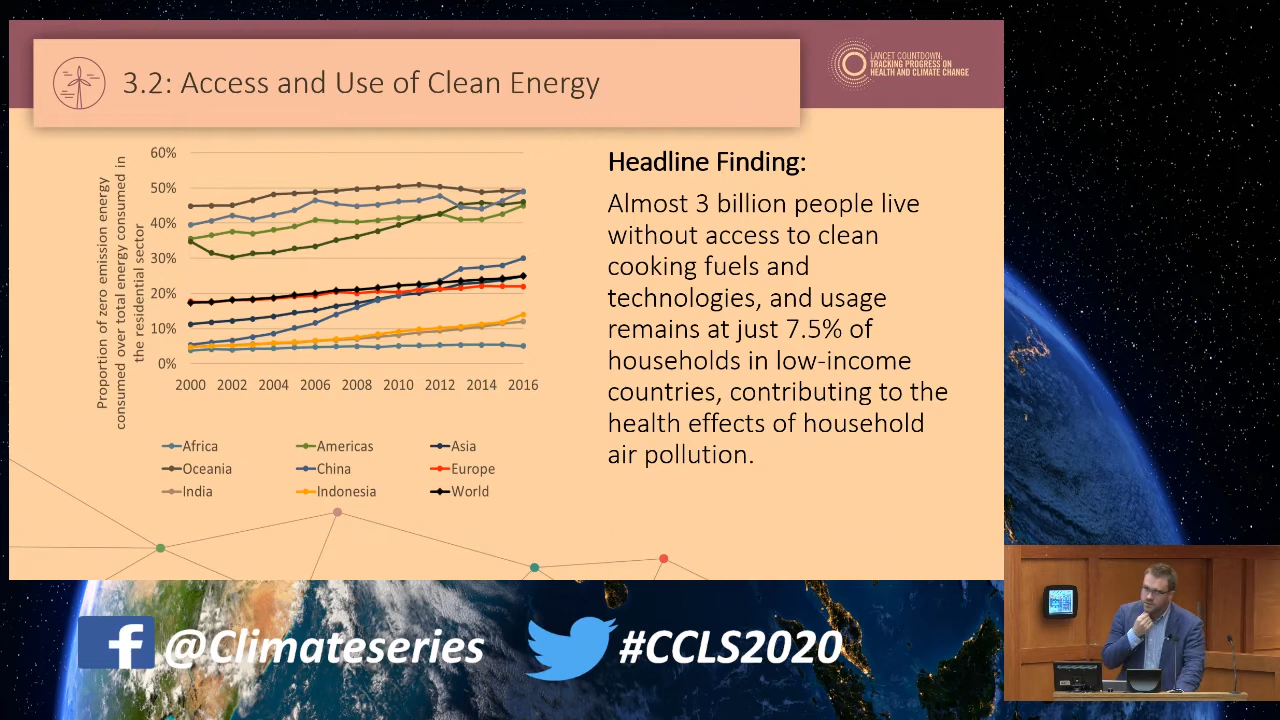 3.2: Access and Use of Clean Energy
LANCET COUNTDOWN:
TRACKING PROGRESS ON
HEALTH AND CLIMATE CHANGE
Proportion of zero emission energy
consumed over total energy consumed in
the residential sector
60%
50%
40%
30%
20%
10%
0%
2000 2002 2004 2006 2008 2010 2012 2014 2016
Africa Americas Asia
Oceania China Europe
India Indonesia World
Headline Finding:
Almost 3 billion people live
without access to clean
cooking fuels and
technologies, and usage
remains at just 7.5% of
households in low-income
countries, contributing to the
health effects of household
air pollution.
f @Climateseries #CCLS2020